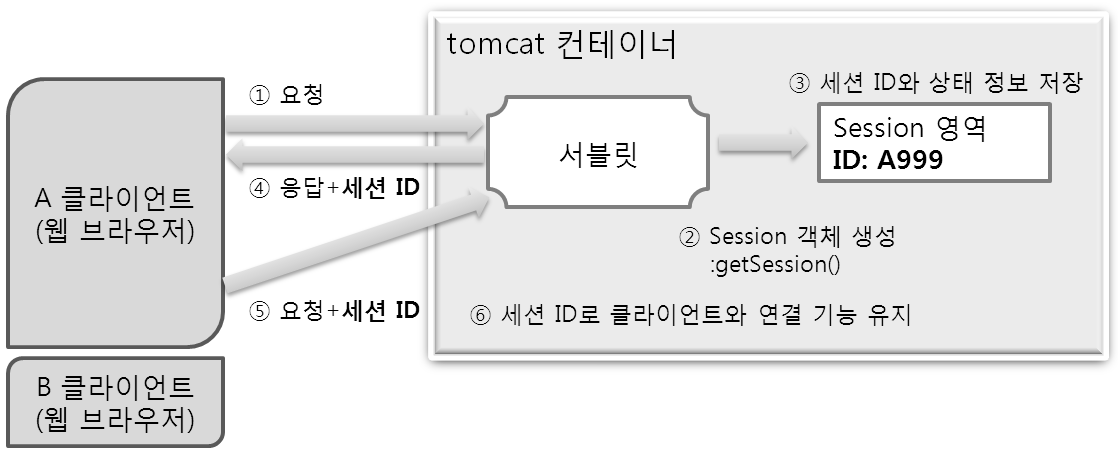 tomcat 컨테이너
① 요청
③ 세션 ID와 상태 정보 저장
Session 영역
ID: A999
서블릿
④ 응답+세션 ID
A 클라이언트
(웹 브라우저)
② Session 객체 생성
:getSession()
⑤ 요청+세션 ID
⑥ 세션 ID로 클라이언트와 연결 기능 유지
B 클라이언트
(웹 브라우저)